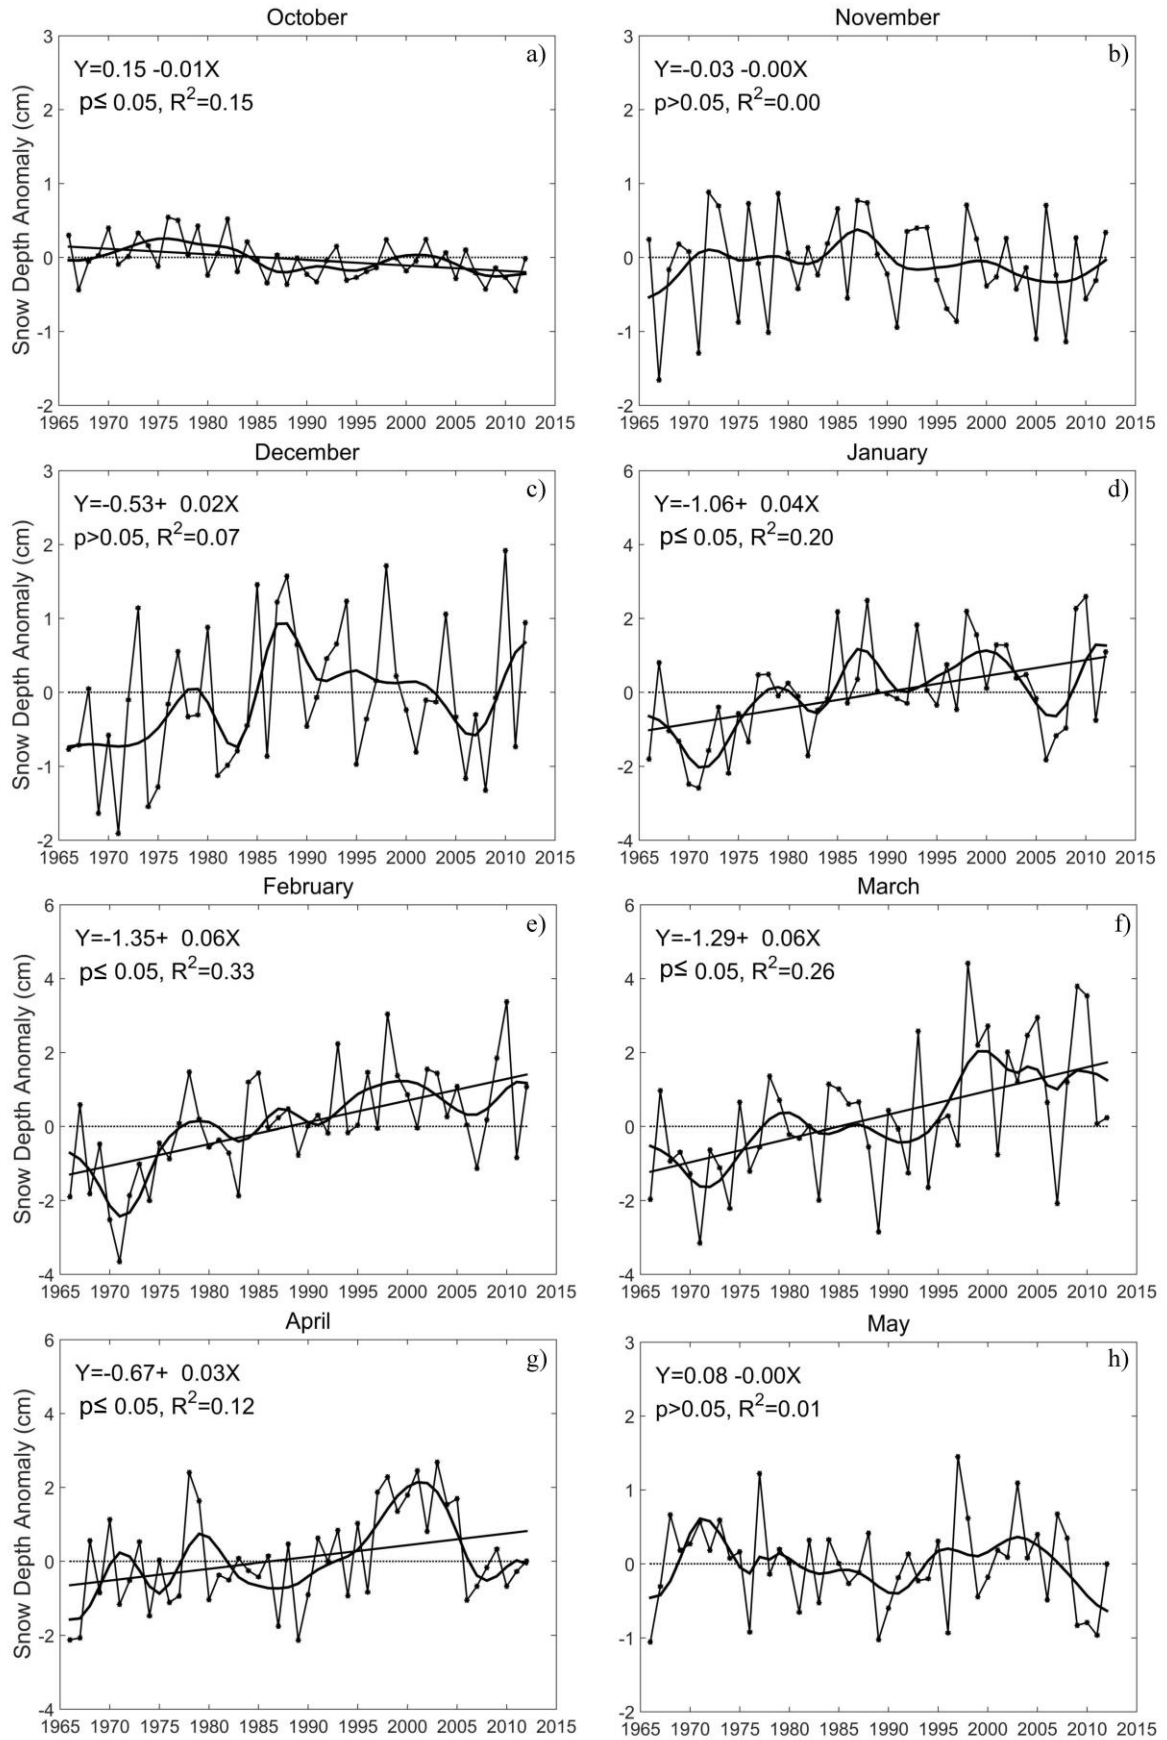 October
a)
Y=0.15 -0.01X
p≤ 0.05, R²=0.15
Snow Depth Anomaly (cm)
3
2
1
0
-1
-2
1965 1970 1975 1980 1985 1990 1995 2000 2005 2010 2015
November
b)
Y=-0.03 -0.00X
p>0.05, R²=0.00
3
2
1
0
-1
-2
1965 1970 1975 1980 1985 1990 1995 2000 2005 2010 2015
December
c)
Y=-0.53+ 0.02X
p>0.05, R²=0.07
Snow Depth Anomaly (cm)
3
2
1
0
-1
-2
1965 1970 1975 1980 1985 1990 1995 2000 2005 2010 2015
January
d)
Y=-1.06+ 0.04X
p≤ 0.05, R²=0.20
6
4
2
0
-2
-4
1965 1970 1975 1980 1985 1990 1995 2000 2005 2010 2015
February
e)
Y=-1.35+ 0.06X
p≤ 0.05, R²=0.33
Snow Depth Anomaly (cm)
6
4
2
0
-2
-4
1965 1970 1975 1980 1985 1990 1995 2000 2005 2010 2015
March
f)
Y=-1.29+ 0.06X
p≤ 0.05, R²=0.26
6
4
2
0
-2
-4
1965 1970 1975 1980 1985 1990 1995 2000 2005 2010 2015
April
g)
Y=-0.67+ 0.03X
p≤ 0.05, R²=0.12
Snow Depth Anomaly (cm)
6
4
2
0
-2
-4
1965 1970 1975 1980 1985 1990 1995 2000 2005 2010 2015
May
h)
Y=0.08 -0.00X
p>0.05, R²=0.01
3
2
1
0
-1
-2
1965 1970 1975 1980 1985 1990 1995 2000 2005 2010 2015